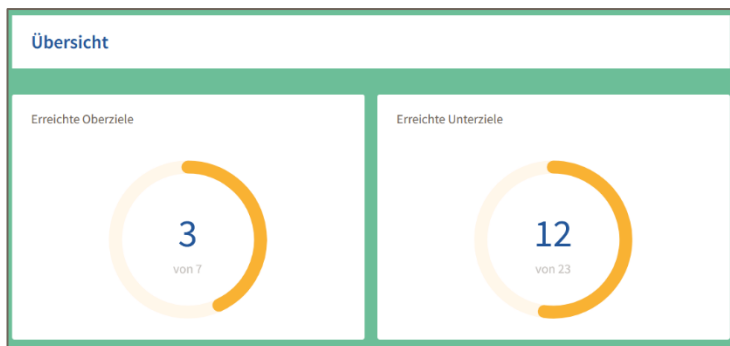 Übersicht
Erreichte Oberziele
3
von 7
Erreichte Unterziele
12
von 23